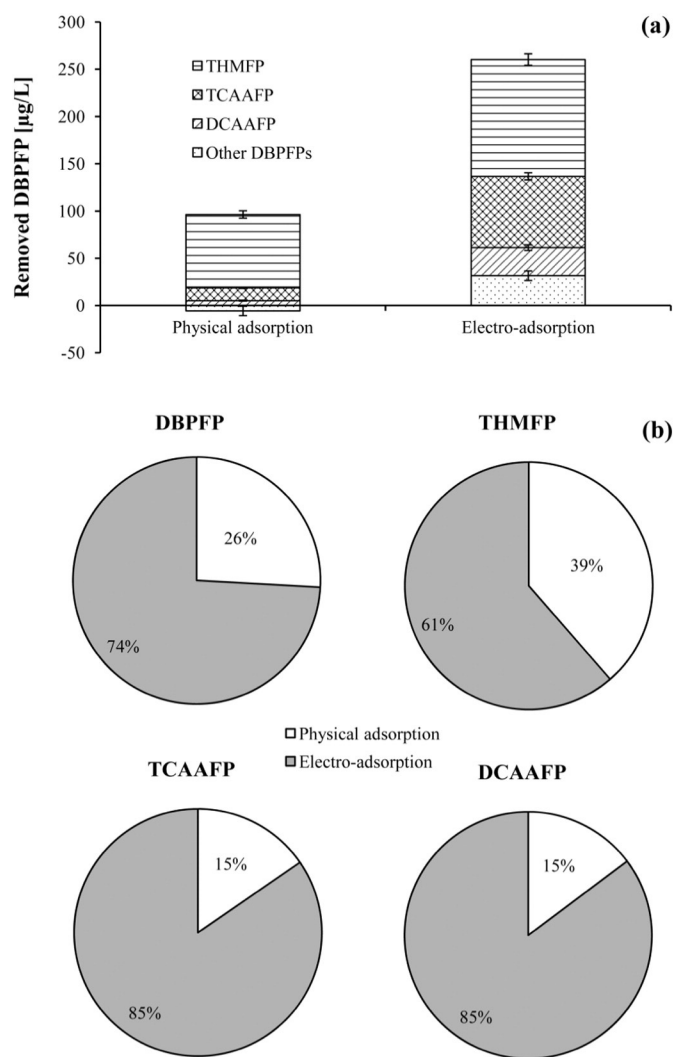 (a)
Removed DBPFP [µg/L]
300
250
200
150
100
50
0
-50
THMFP
TCAAFP
DCAAFP
Other DBPFPs
Physical adsorption
Electro-adsorption
(b)
DBPFP
THMFP
26%
74%
39%
61%
Physical adsorption
Electro-adsorption
TCAAFP
DCAAFP
15%
85%
15%
85%